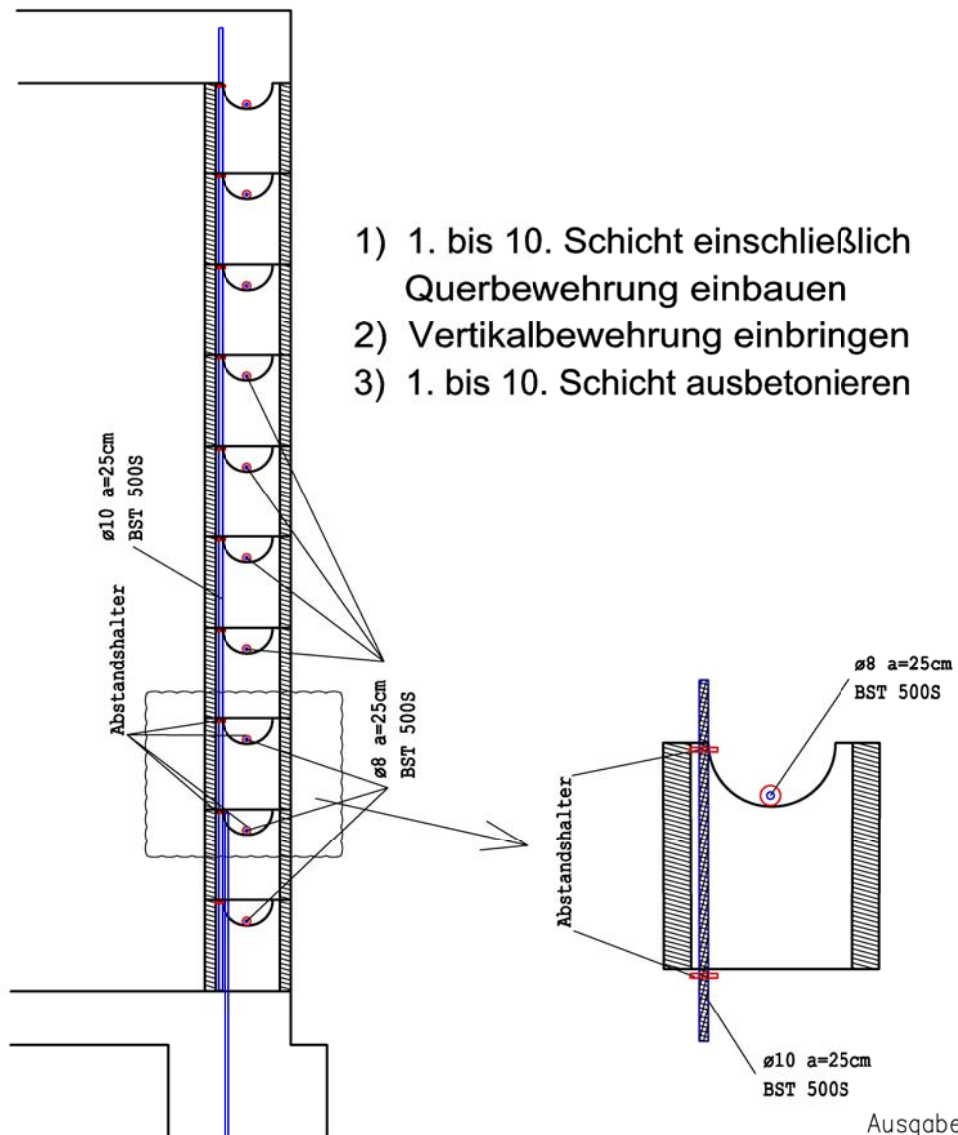 1) 1. bis 10. Schicht einschließlich
Querbewehrung einbauen
2) Vertikalbewehrung einbringen
3) 1. bis 10. Schicht ausbetonieren
ø10 a=25cm
BST 500S
Abstandshalter
ø8 a=25cm
BST 500S
ø8 a=25cm
BST 500S
Abstandshalter
ø10 a=25cm
BST 500S
Ausgabe